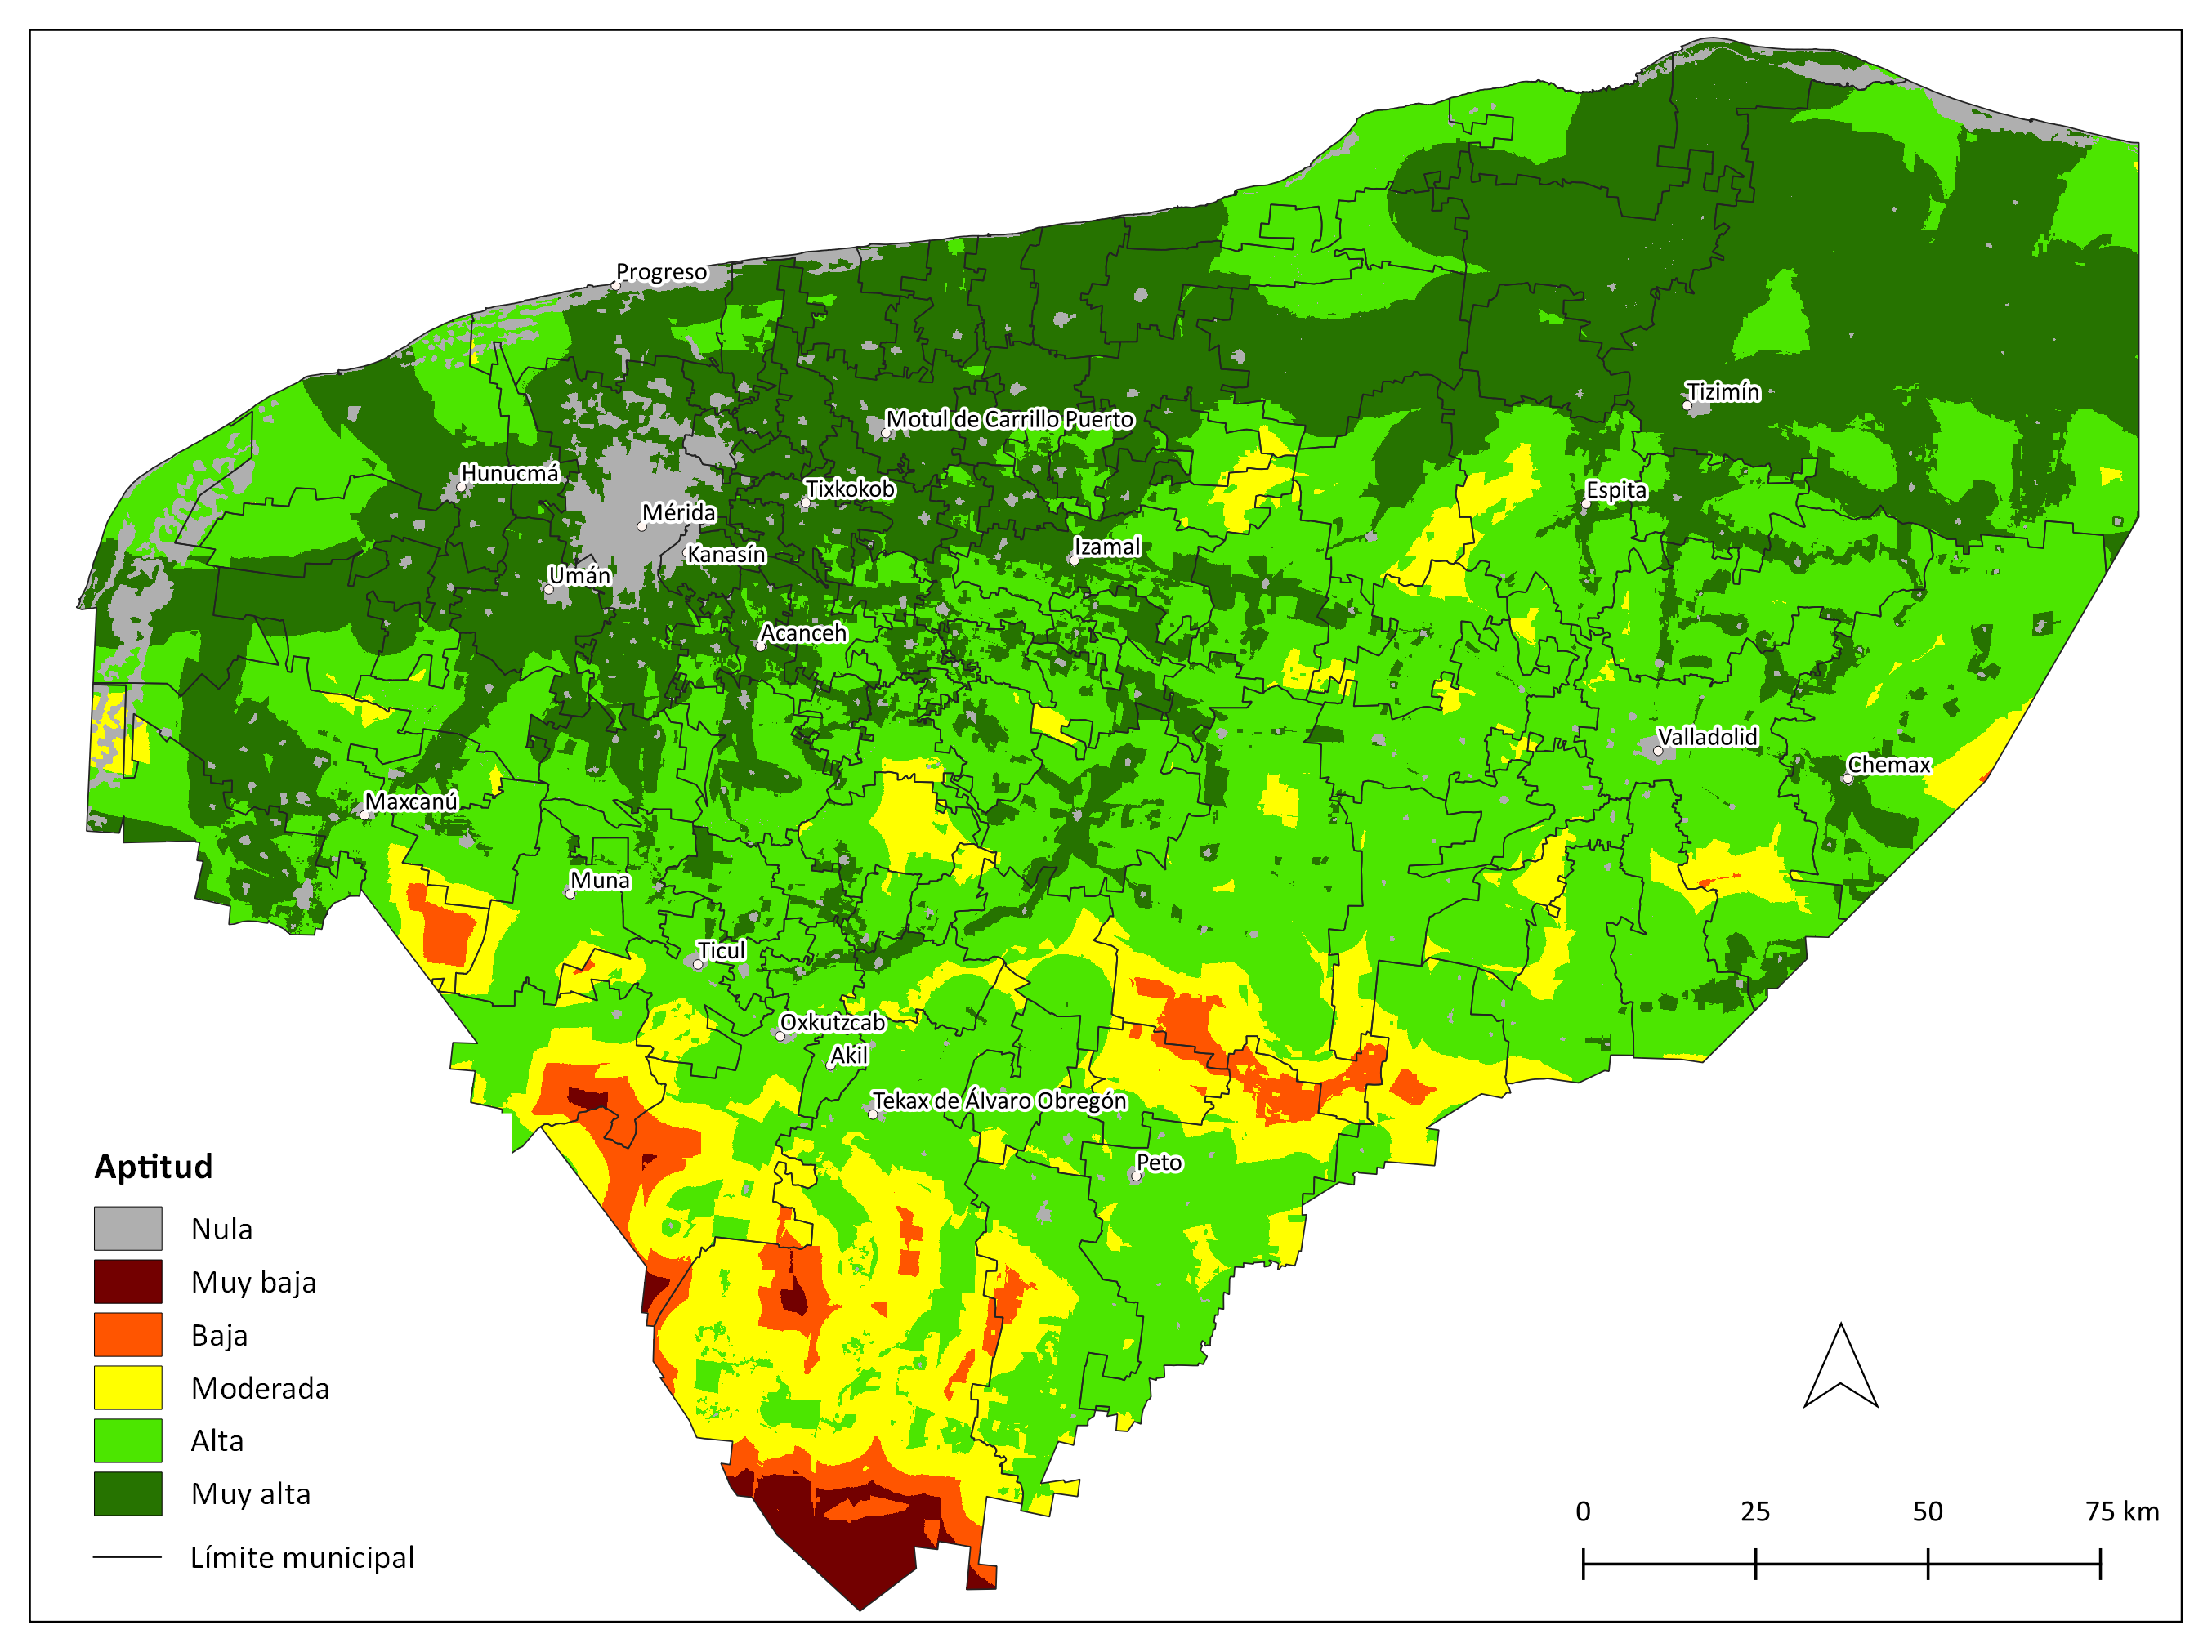 Progreso
Tizimín
Motul de Carrillo Puerto
Hunucmá
Tixkokob
Espita
Mérida
Izamal
Kanasín
Umán
Acanceh
Valladolid
Chemax
Maxcanú
Muna
Ticul
Oxkutzcab
Akil
Tekax de Álvaro Obregón
Peto
Aptitud
Nula
Muy baja
Baja
Moderada
Alta
Muy alta
Límite municipal
0 25 50 75 km